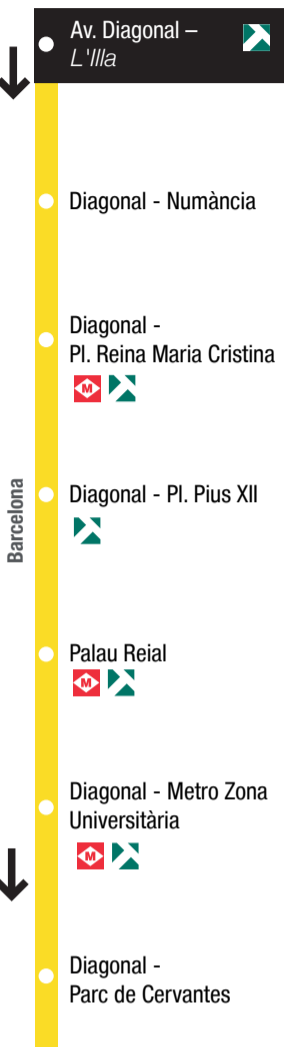 Av. Diagonal –
L'Illa
Diagonal - Numància
Diagonal -
Pl. Reina Maria Cristina
M
Diagonal - Pl. Pius XII
Barcelona
Palau Reial
M
Diagonal - Metro Zona
Universitària
M
Diagonal -
Parc de Cervantes